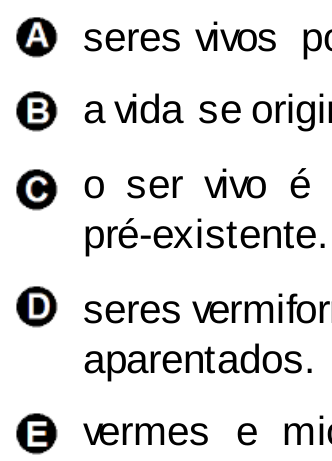 A seres vivos
B a vida se
C o ser vivo é
pré-existente.
D seres
aparentados.
E vermes e